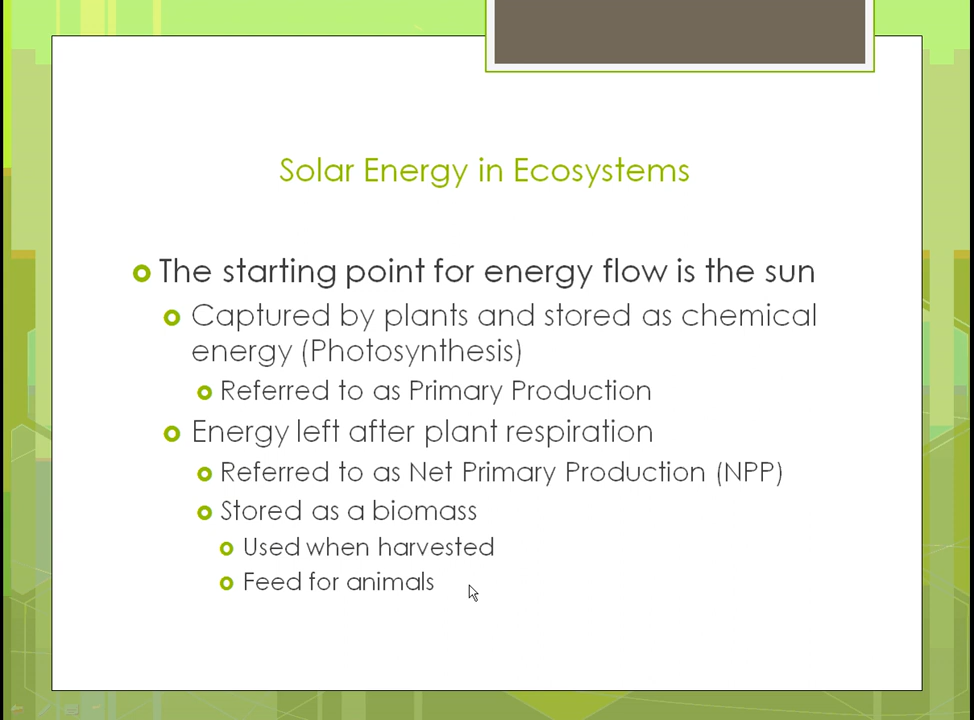 Solar Energy in Ecosystems
The starting point for energy flow is the sun
Captured by plants and stored as chemical
energy (Photosynthesis)
Referred to as Primary Production
Energy left after plant respiration
Referred to as Net Primary Production (NPP)
Stored as a biomass
Used when harvested
Feed for animals